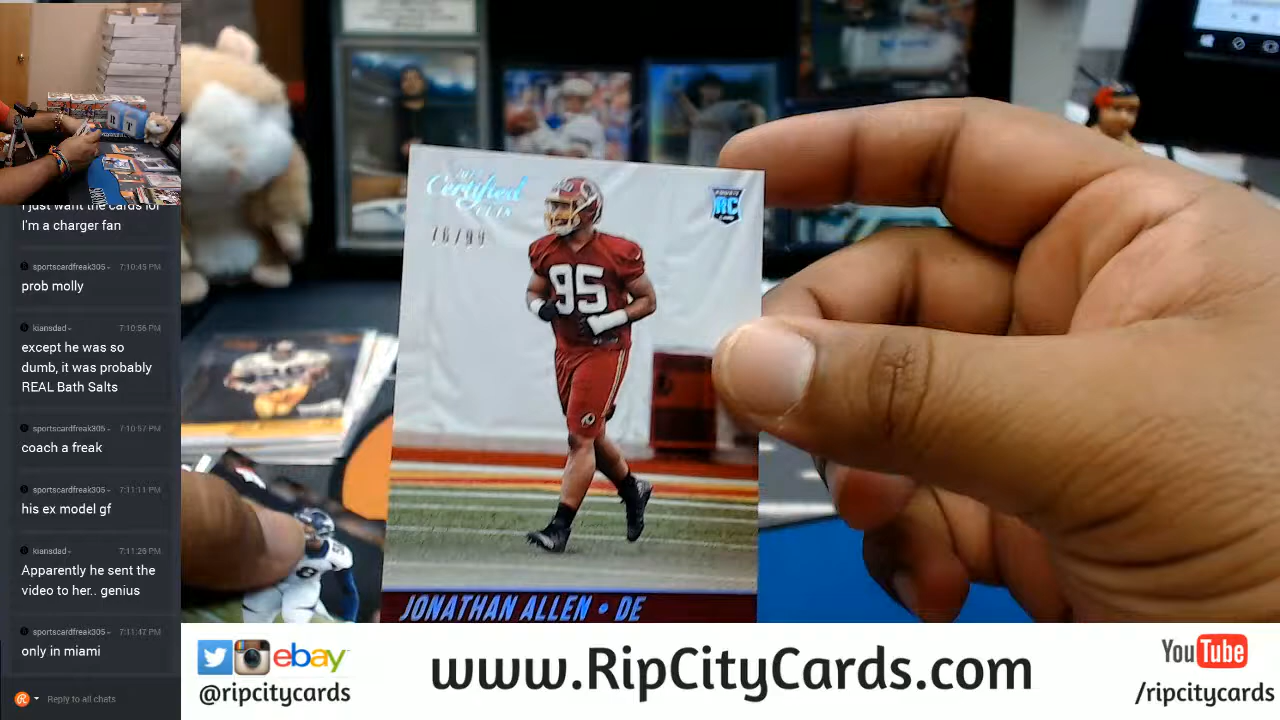 I just want the cards for
I'm a charger fan
sportscardfreak305 7:10:45 PM
prob molly
kiansdad 7:10:56 PM
except he was so
dumb, it was probably
REAL Bath Salts
sportscardfreak305 7:10:57 PM
coach a freak
sportscardfreak305 7:11:11 PM
his ex model gf
kiansdad 7:11:26 PM
Apparently he sent the
video to her.. genius
sportscardfreak305 7:11:47 PM
only in miami
Reply to all chats
Certified
RC
95
JONATHAN ALLEN • DE
ebay
@ripcitycards
www.RipCityCards.com
YouTube
/ripcitycards